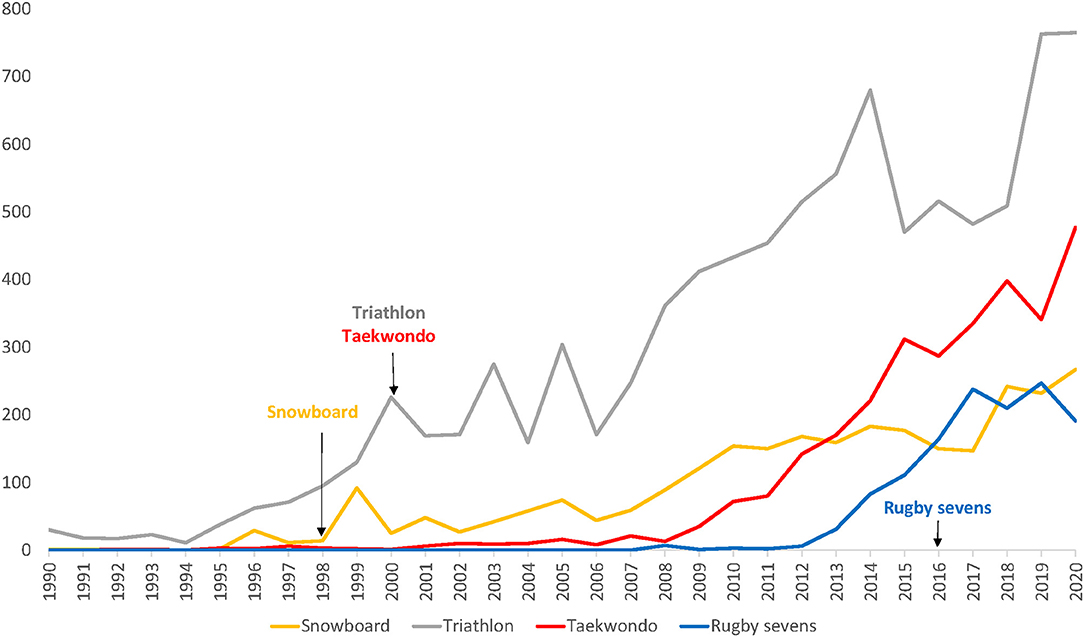 800
700
600
500
400
300
200
100
0
Triathlon
Taekwondo
Snowboard
Rugby sevens
1990 1991 1992 1993 1994 1995 1996 1997 1998 1999 2000 2001 2002 2003 2004 2005 2006 2007 2008 2009 2010 2011 2012 2013 2014 2015 2016 2017 2018 2019 2020
Snowboard Triathlon Taekwondo Rugby sevens